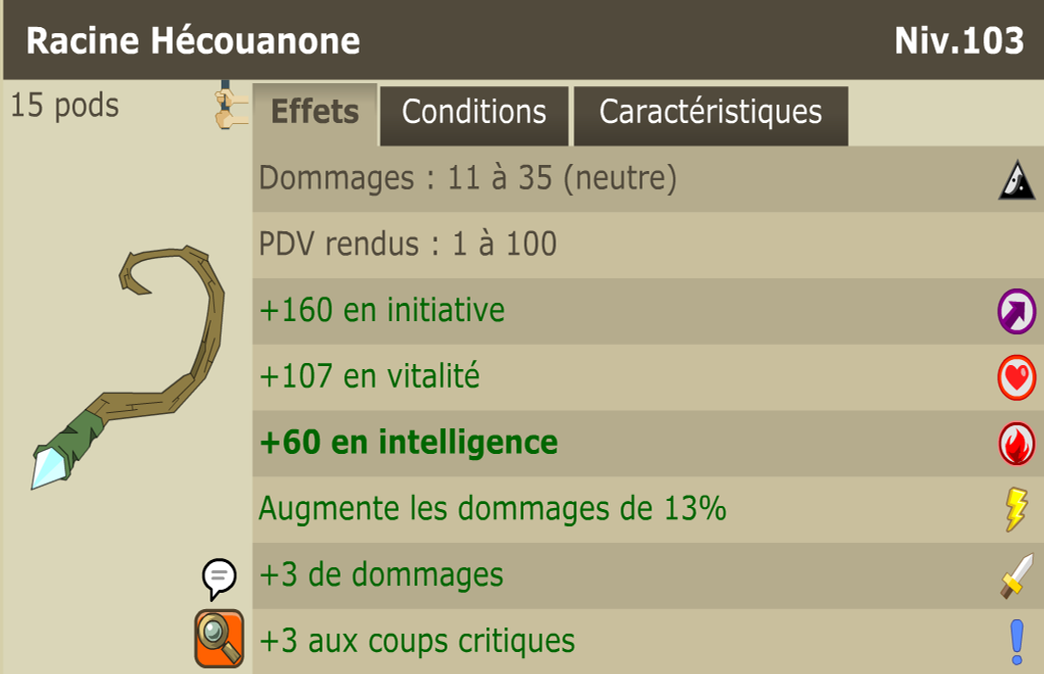 Racine Hécouanone
Niv.103
15 pods
Effets
Conditions
Caractéristiques
Dommages : 11 à 35 (neutre)
PDV rendus : 1 à 100
+160 en initiative
+107 en vitalité
+60 en intelligence
Augmente les dommages de 13%
+3 de dommages
+3 aux coups critiques